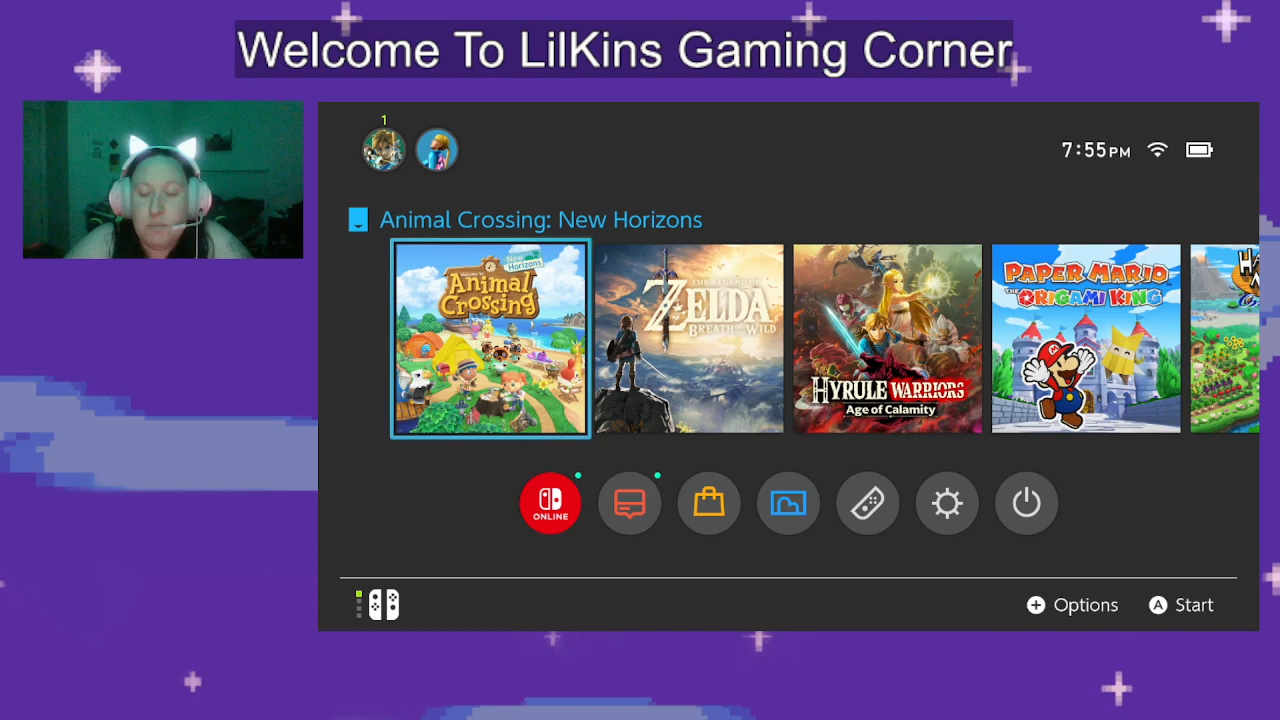 Welcome To LilKins Gaming Corner
1
7:55 PM
Animal Crossing: New Horizons
Welcome to
New Horizons
Animal
Crossing
THE LEGEND OF
ZELDA
BREATH OF THE WILD
HYRULE WARRIORS
Age of Calamity
PAPER MARIO
THE ORIGAMI KING
ONLINE
+ Options
A Start